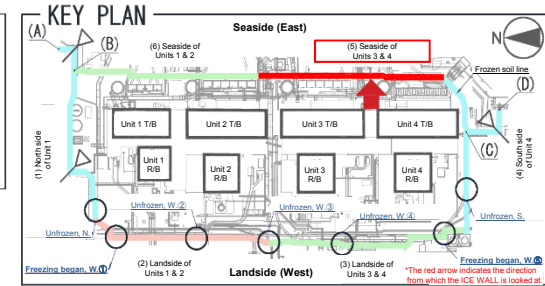 KEY PLAN
Seaside (East)
N
(A)
(B)
(6) Seaside of
Units 1 & 2
(5) Seaside of
Units 3 & 4
Frozen soil line
(D)
Unit 1 T/B
Unit 2 T/B
Unit 3 T/B
Unit 4 T/B
(1) North side
of Unit 1
Unit 1
R/B
Unit 2
R/B
Unit 3
R/B
Unit 4
R/B
(C)
(4) South side
of Unit 4
Unfrozen, N.
Unfrozen, W.②
Unfrozen, W.③
Unfrozen, W.④
Unfrozen, S.
Freezing began, W.①
(2) Landside of
Units 1 & 2
Landside (West)
(3) Landside of
Units 3 & 4
Freezing began, W.⑤
*The red arrow indicates the direction
from which the ICE WALL is looked at.